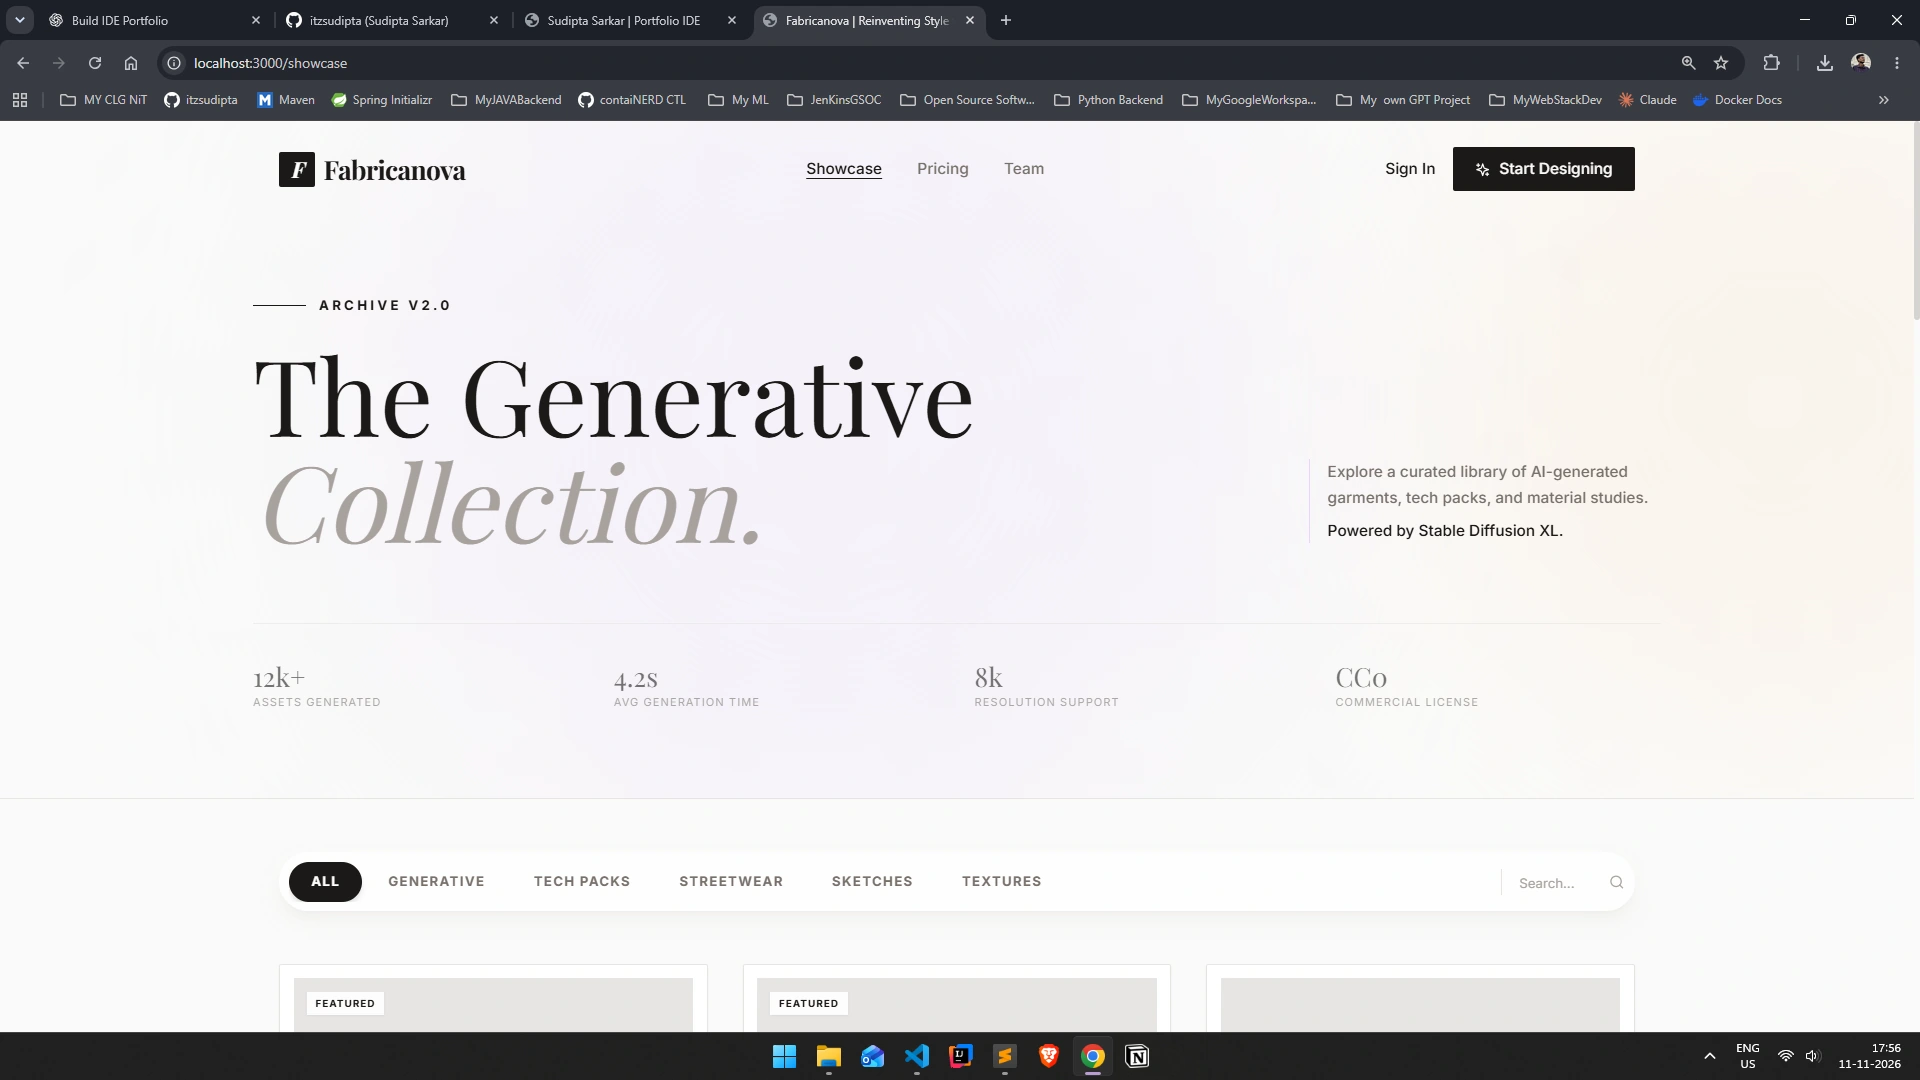 Build IDE Portfolio
itzsudipta (Sudipta Sarkar)
Sudipta Sarkar | Portfolio IDE
Fabricanova | Reinventing Style
localhost:3000/showcase
MY CLG NiT
itzsudipta
Maven
Spring Initializr
MyJAVABackend
contaiNERD CTL
My ML
JenKinsGSOC
Open Source Softw...
Python Backend
MyGoogleWorkspa...
My own GPT Project
MyWebStackDev
Claude
Docker Docs
F Fabricanova
Showcase
Pricing
Team
Sign In
Start Designing
ARCHIVE V2.0
The Generative
Collection.
Explore a curated library of AI-generated
garments, tech packs, and material studies.
Powered by Stable Diffusion XL.
12k+
ASSETS GENERATED
4.2s
AVG GENERATION TIME
8k
RESOLUTION SUPPORT
CC0
COMMERCIAL LICENSE
ALL
GENERATIVE
TECH PACKS
STREETWEAR
SKETCHES
TEXTURES
Search...
FEATURED
FEATURED
ENG
US
17:56
11-11-2026